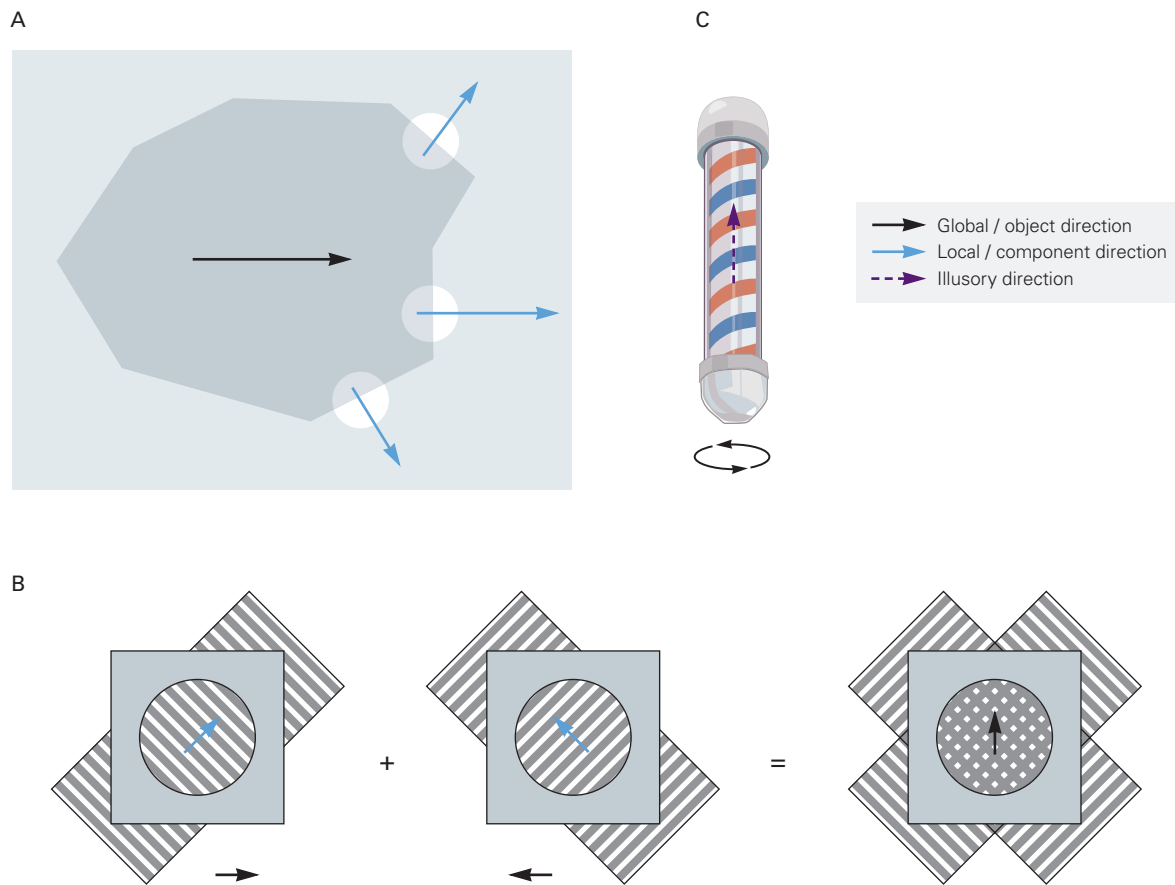 A
C
Global / object direction
Local / component direction
Illusory direction
B
+
=